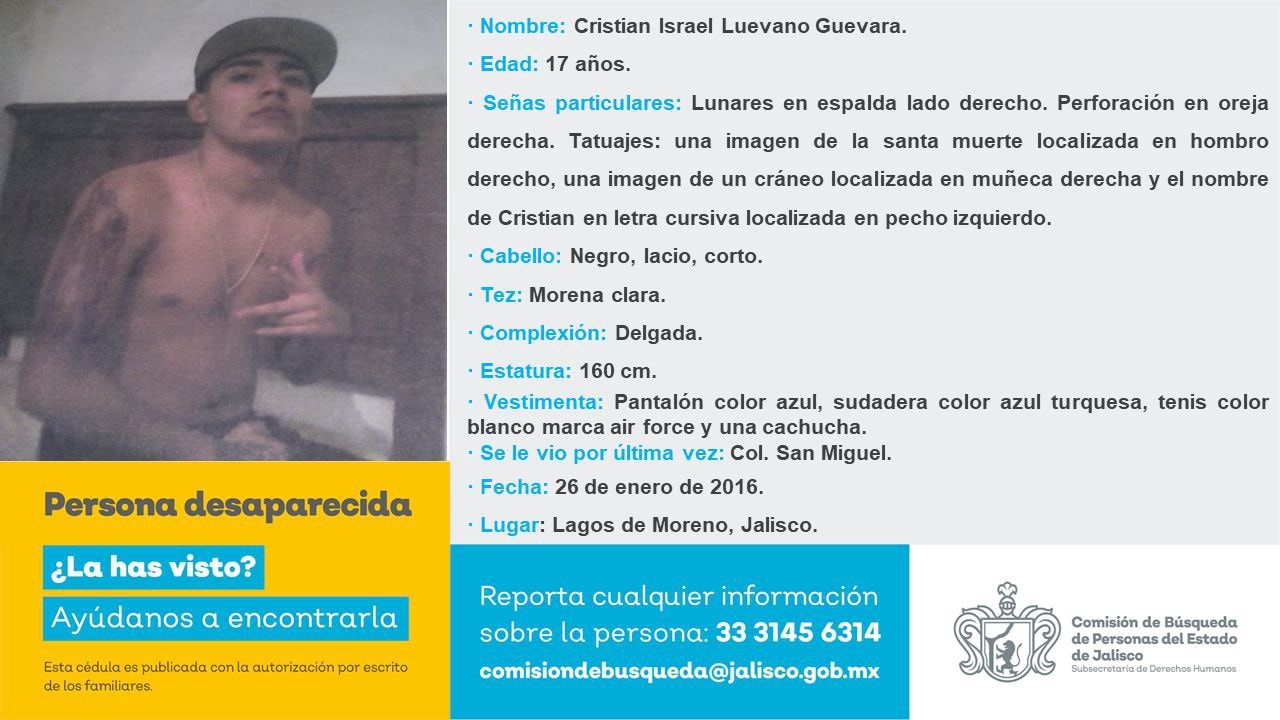 · Nombre: Cristian Israel Luevano Guevara.
· Edad: 17 años.
· Señas particulares: Lunares en espalda lado derecho. Perforación en oreja
derecha. Tatuajes: una imagen de la santa muerte localizada en hombro
derecho, una imagen de un cráneo localizada en muñeca derecha y el nombre
de Cristian en letra cursiva localizada en pecho izquierdo.
· Cabello: Negro, lacio, corto.
· Tez: Morena clara.
· Complexión: Delgada.
· Estatura: 160 cm.
· Vestimenta: Pantalón color azul, sudadera color azul turquesa, tenis color
blanco marca air force y una cachucha.
· Se le vio por última vez: Col. San Miguel.
· Fecha: 26 de enero de 2016.
· Lugar: Lagos de Moreno, Jalisco.
Persona desaparecida
¿La has visto?
Ayúdanos a encontrarla
Esta cédula es publicada con la autorización por escrito
de los familiares.
Reporta cualquier información
sobre la persona: 33 3145 6314
comisiondebusqueda@jalisco.gob.mx
Comisión de Búsqueda
de Personas del Estado
de Jalisco
Subsecretaría de Derechos Humanos